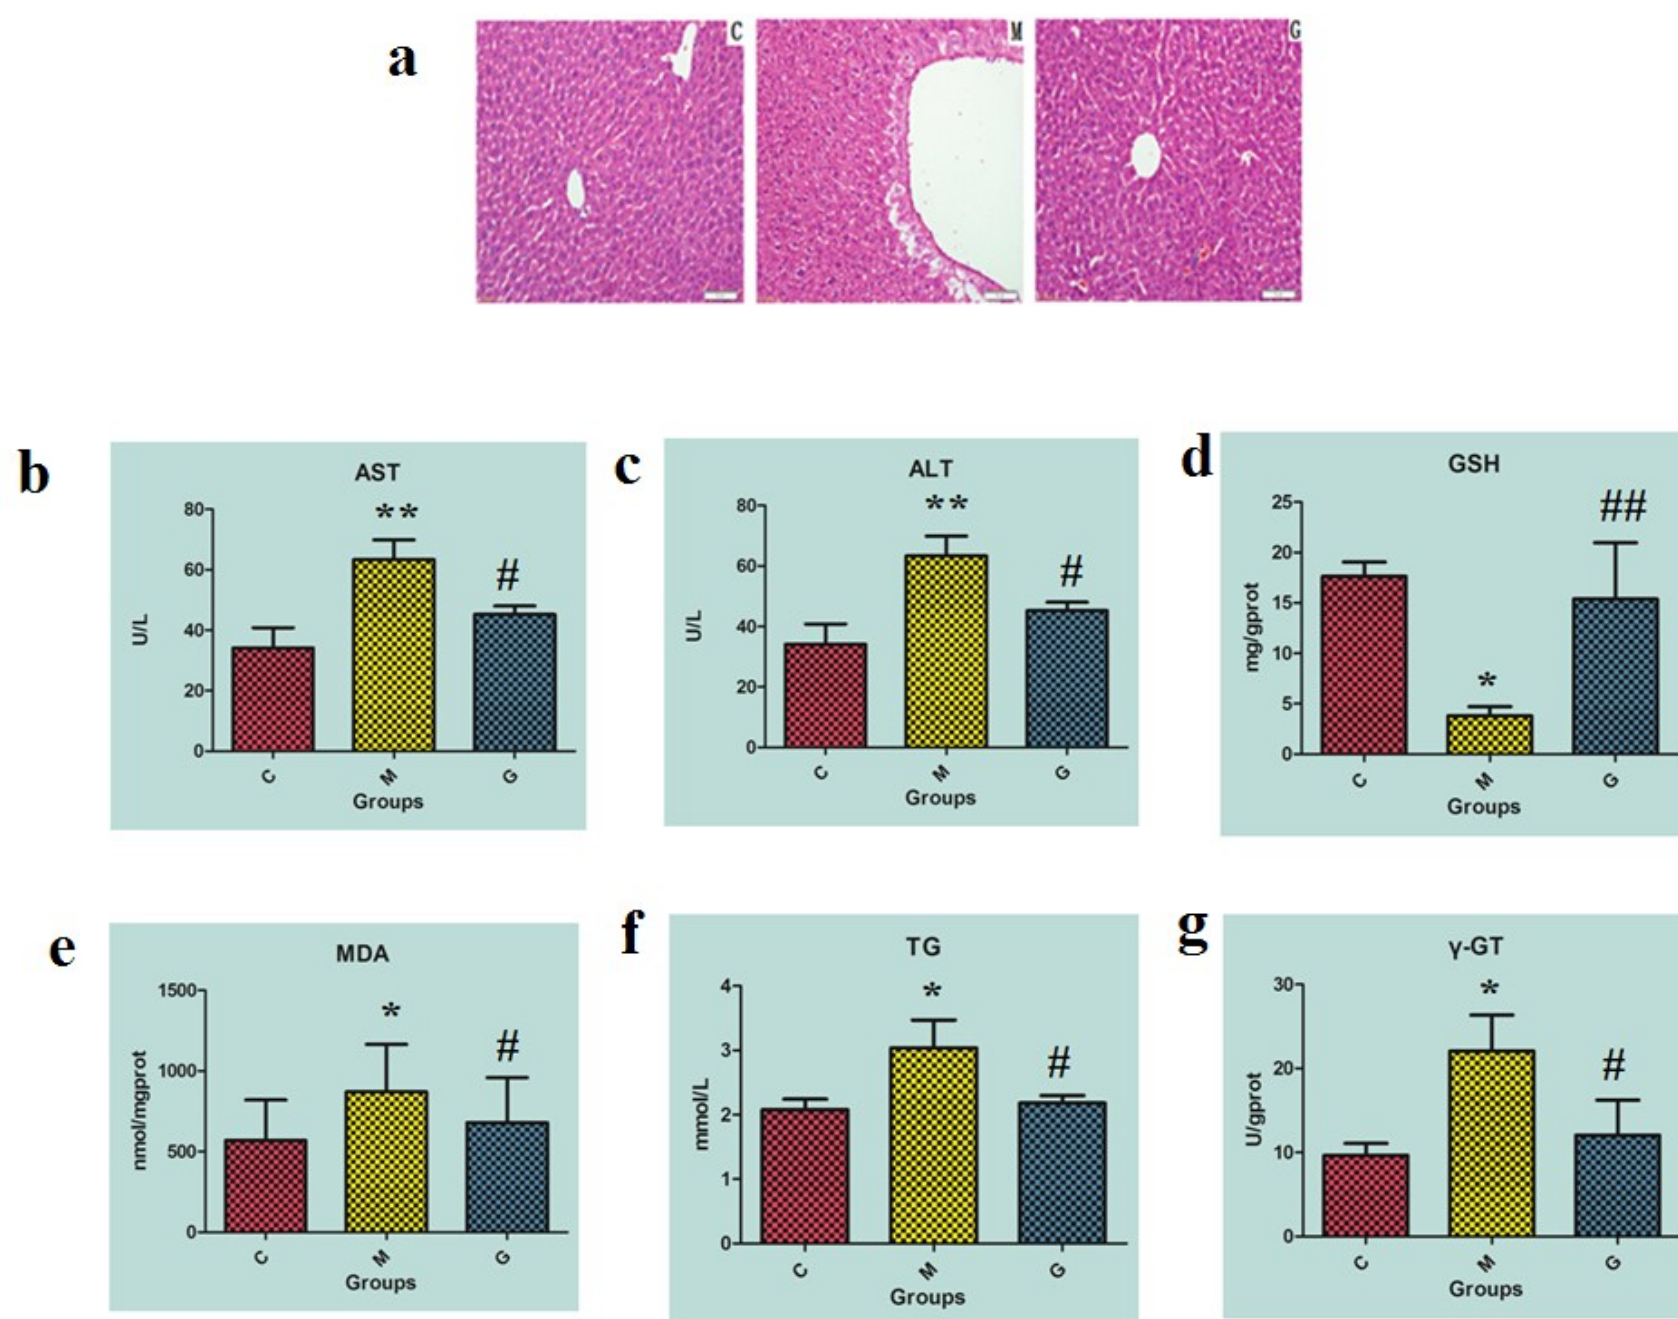 a
C
M
G
b
AST
U/L
80
60
40
20
0
**
#
C
M
G
Groups
c
ALT
U/L
80
60
40
20
0
**
#
C
M
G
Groups
d
GSH
mg/gprot
25
20
15
10
5
0
*
##
C
M
G
Groups
e
MDA
nmol/mgprot
1500
1000
500
0
*
#
C
M
G
Groups
f
TG
mmol/L
4
3
2
1
0
*
#
C
M
G
Groups
g
γ-GT
U/gprot
30
20
10
0
*
#
C
M
G
Groups